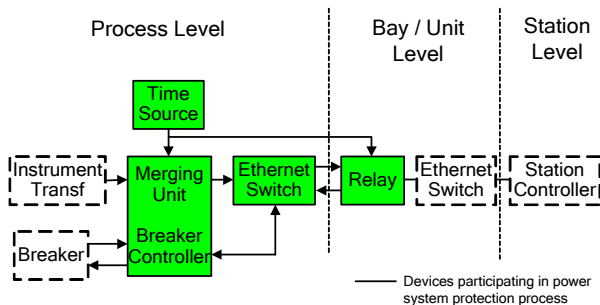 Process Level
Bay / Unit
Level
Station
Level
Time
Source
Instrument
Transf
Merging
Unit
Breaker
Controller
Ethernet
Switch
Relay
Ethernet
Switch
Station
Controller
Breaker
Devices participating in power
system protection process